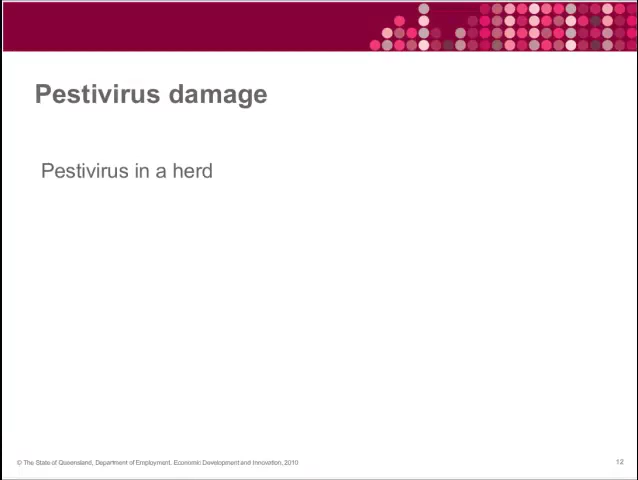 Pestivirus damage
Pestivirus in a herd
© The State of Queensland, Department of Employment, Economic Development and Innovation, 2010
12